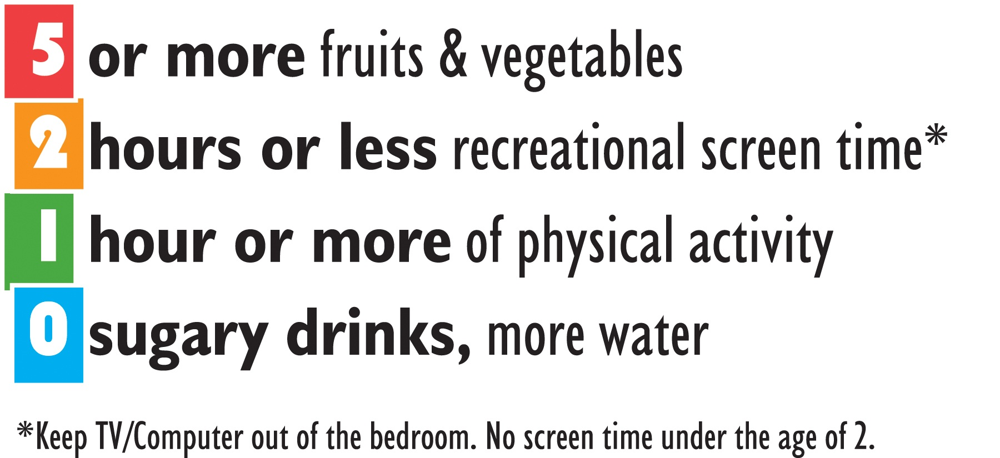 5 or more fruits & vegetables
2 hours or less recreational screen time*
1 hour or more of physical activity
0 sugary drinks, more water
*Keep TV/Computer out of the bedroom. No screen time under the age of 2.